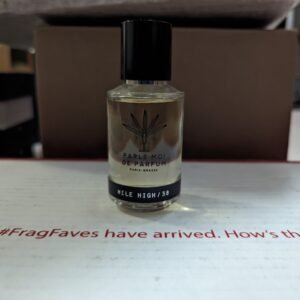 PARLE MOI
DE PARFUM
PARIS-GRASSE
MILE HIGH/38
#FragFaves have arrived. How's th